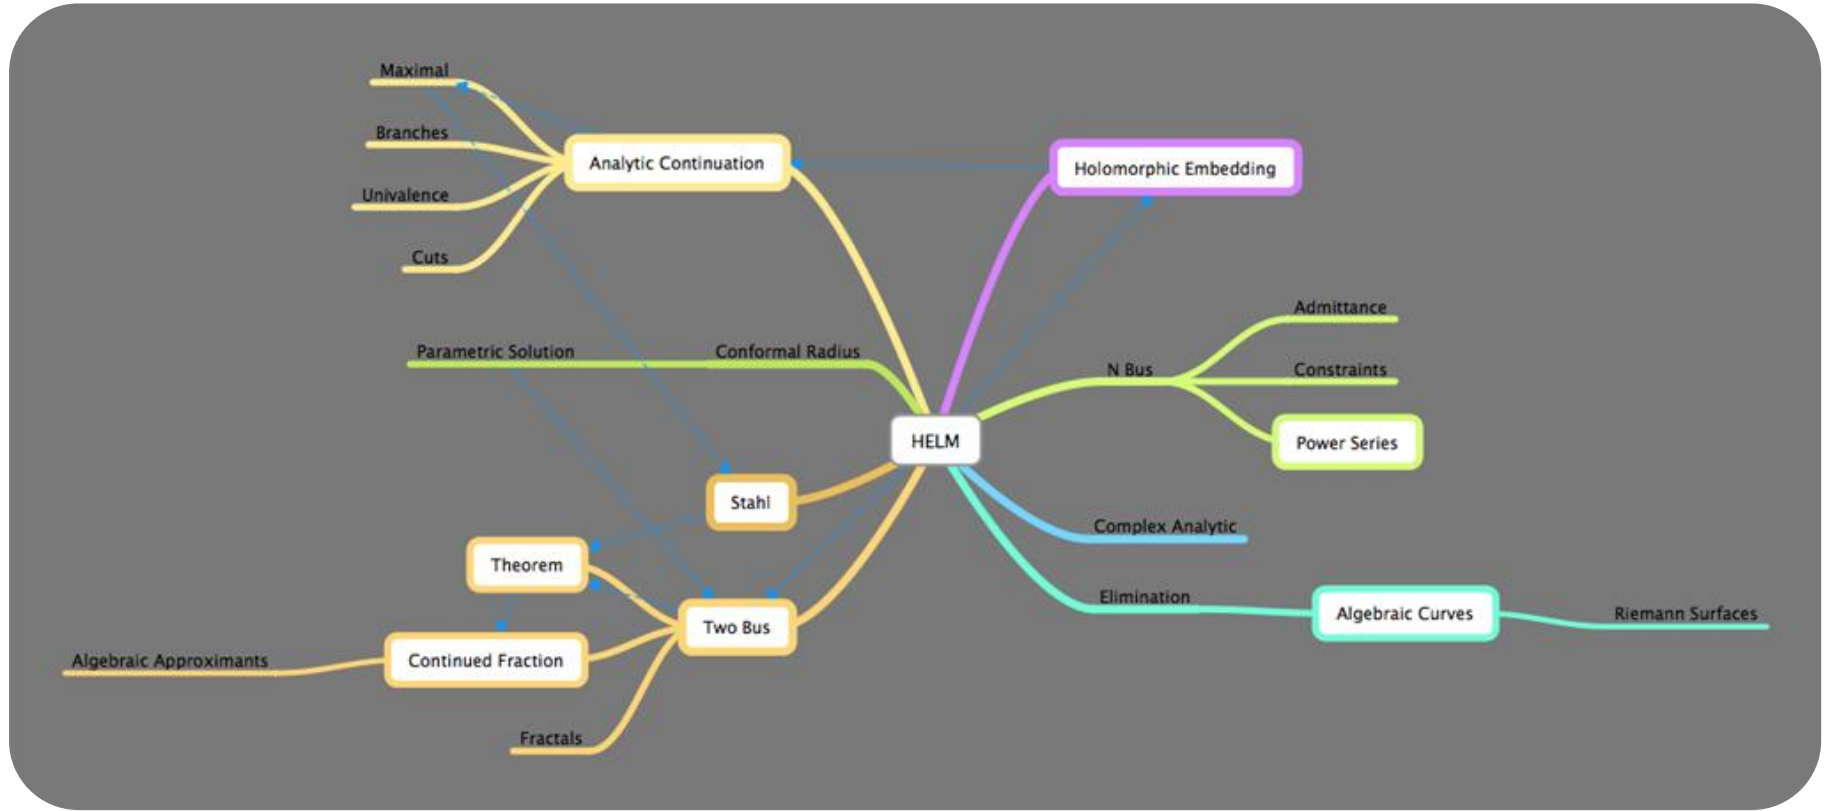 Maximal
Branches
Analytic Continuation
Holomorphic Embedding
Univalence
Cuts
Admittance
Parametric Solution
Conformal Radius
N Bus
Constraints
HELM
Power Series
Stahl
Complex Analytic
Theorem
Elimination
Algebraic Curves
Riemann Surfaces
Two Bus
Algebraic Approximants
Continued Fraction
Fractals